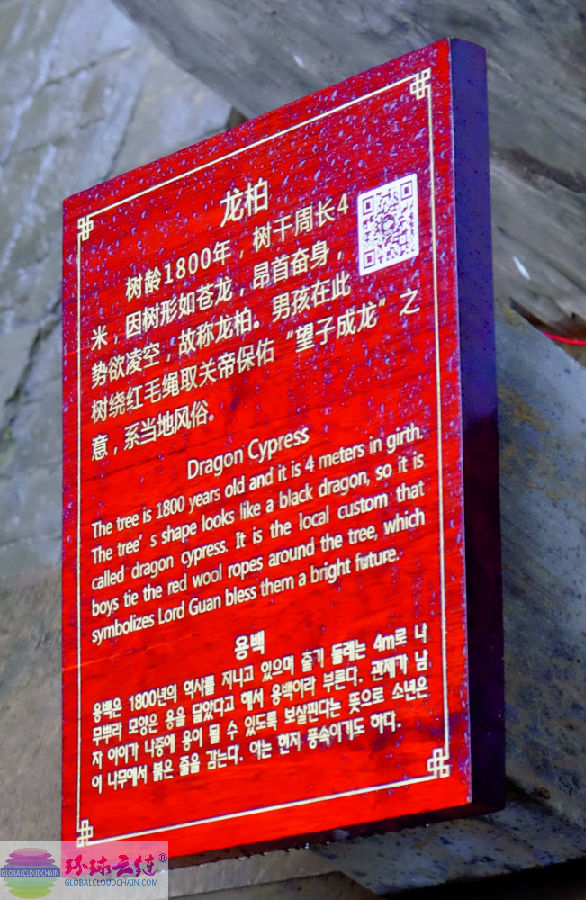 龙柏
树龄1800年，树干周长4
米，因树形如苍龙，昂首奋身，
势欲凌空，故称龙柏。男孩在此
树绕红毛绳取关帝保佑“望子成龙”之
意，系当地风俗。
Dragon Cypress
The tree is 1800 years old and it is 4 meters in girth.
The tree’s shape looks like a black dragon, so it is
called dragon cypress. It is the local custom that
boys tie the red wool ropes around the tree, which
symbolizes Lord Guan bless them a bright future.
용백
용백은 1800년의 역사를 지니고 있으며 줄기 둘레는 4m로 나
무뿌리 모양은 용을 닮았다고 해서 용백이라 부른다. 관제가 남
자 아이가 나중에 용이 될 수 있도록 보살핀다는 뜻으로 소년은
이 나무에서 붉은 줄을 감는다. 이는 현지 풍속이기도 하다.
环球云链®
GLOBALCLOUDCHAIN.COM